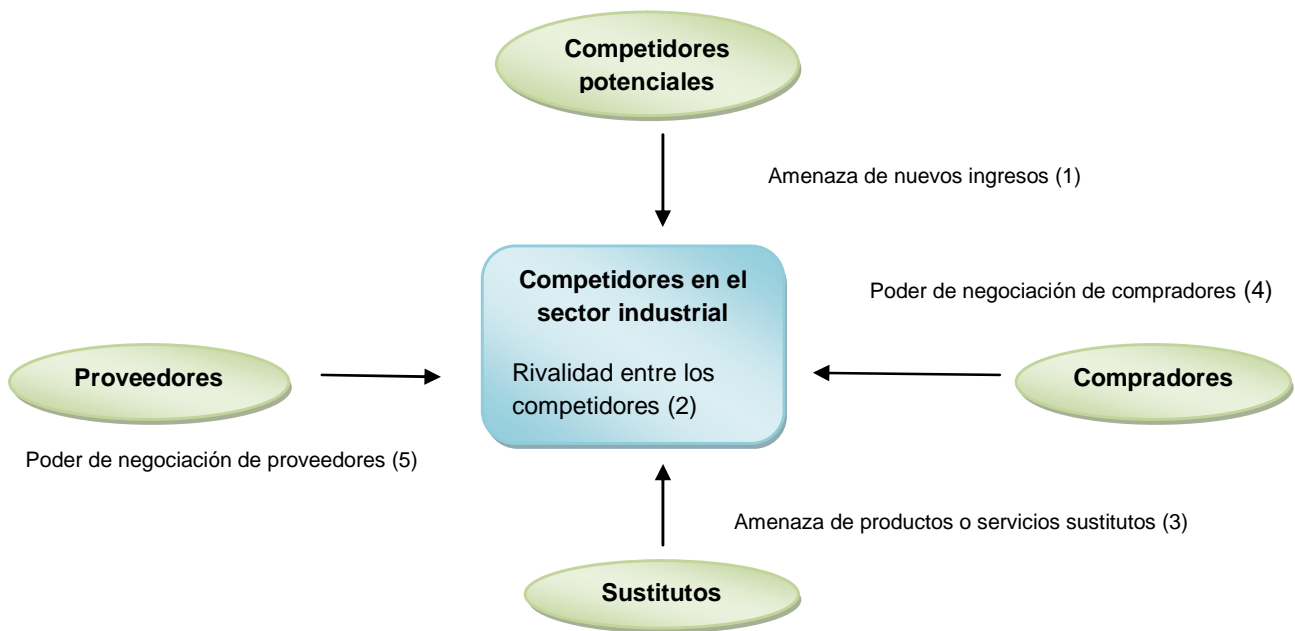 Competidores
potenciales
Amenaza de nuevos ingresos (1)
Competidores en el
sector industrial
Rivalidad entre los
competidores (2)
Poder de negociación de compradores (4)
Compradores
Proveedores
Poder de negociación de proveedores (5)
Amenaza de productos o servicios sustitutos (3)
Sustitutos